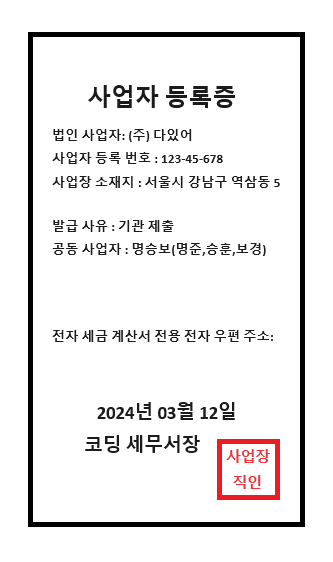 사업자 등록증
법인 사업자: (주) 다있어
사업자 등록 번호 : 123-45-678
사업장 소재지 : 서울시 강남구 역삼동 5
발급 사유 : 기관 제출
공동 사업자 : 명승보(명준,승훈,보경)
전자 세금 계산서 전용 전자 우편 주소:
2024년 03월 12일
코딩 세무서장
사업장
직인